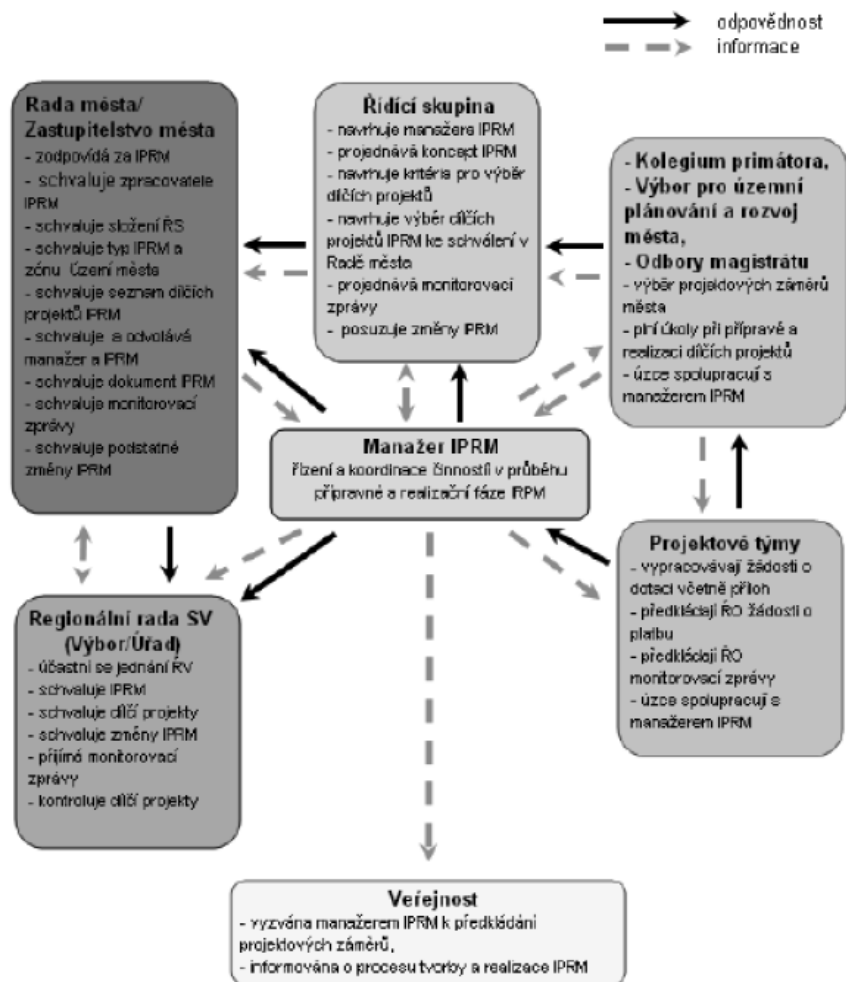 odpovědnost
informace
Rada města/
Zastupitelstvo města
- zodpovídá za IPRM
- schvaluje zpracovatele
IPRM
- schvaluje složení ŘS
- schvaluje typ IPRM a
zónu Území města
- schvaluje seznam dílčích
projektů IPRM
- schvaluje a odvolává
manažer a IPRM
- schvaluje dokument IPRM
- schvaluje monitorovací
zprávy
- schvaluje podstatné
změny IPRM
Řídící skupina
- navrhuje manažere IPRM
- projednává koncept IPRM
- navrhuje kritéria pro výběr
dílčích projektů
- navrhuje výběr dílčích
projektů IPRM ke schválení v
Radě města
- projednává monitorovací
zprávy
- posuzuje změny IPRM
- Kolegium primátora,
- Výbor pro územní
plánování a rozvoj
města,
- Odbory magistrátu
- výběr projektových záměrů
města
- plní úkoly při přípravě a
realizaci dílčích projektů
- úzce spolupracují s
manažerem IPRM
Manažer IPRM
řízení a koordinace činnostíl v průběhu
přípravné a realizační fáze IRPM
Projektové týmy
- vypracovávají žádosti o
dotaci včetně příloh
- předkládají ŘO žádosti o
platbu
- předkládají ŘO
monitorovací zprávy
- úzce spolupracují s
manažerem IPRM
Regionální rada SV
(Výbor/Úřad)
- účastní se jednání ŘV
- schvaluje IPRM
- schvaluje dílčí projekty
- schvaluje změny IPRM
- přijímá monitorovací
zprávy
- kontroluje dílčí projekty
Veřejnost
- vyzvána manažerem IPRM k předkládání
projektových záměrů,
- informována o procesu tvorby a realizace IPRM